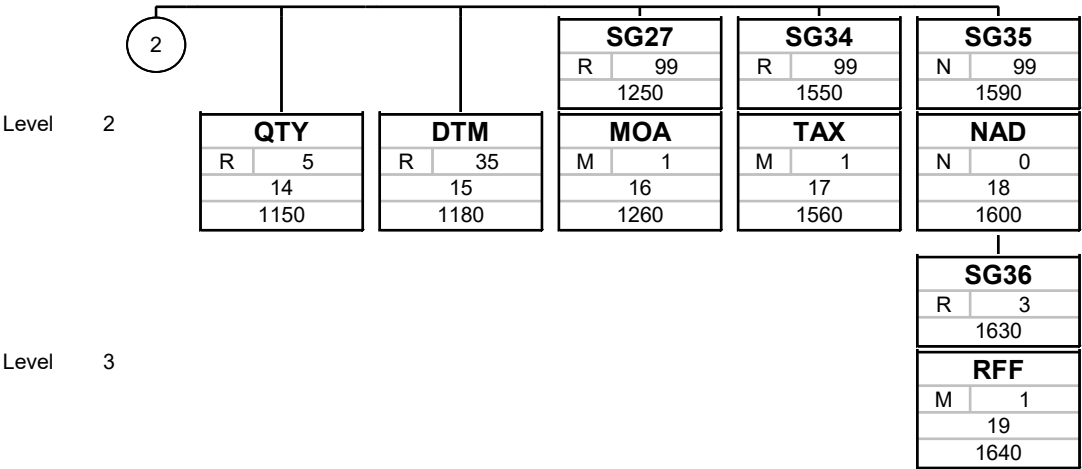 2
SG27 SG34 SG35
R 99 R 99 N 99
1250 1550 1590
Level 2 QTY DTM MOA TAX NAD
R 5 R 35 M 1 M 1 N 0
14 15 16 17 18
1150 1180 1260 1560 1600
SG36
R 3
1630
Level 3 RFF
M 1
19
1640